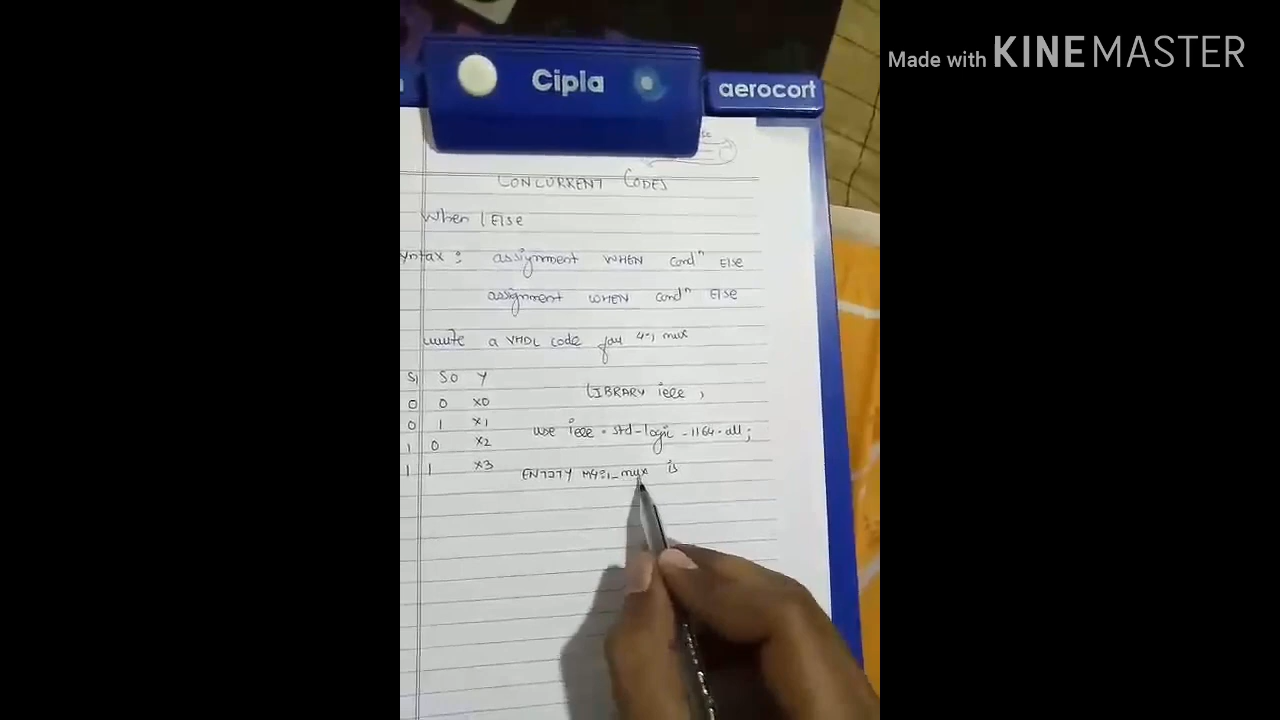 Made with KINEMASTER
Cipla
aerocort
CONCURRENT CODES
When | Else
yntax : assignment WHEN condⁿ ELSE
assignment WHEN condⁿ ELSE
write a VHDL code for 4:1 mux
S1 S0 Y
0 0 X0
0 1 X1
1 0 X2
1 1 X3
LIBRARY ieee ;
use ieee . std-logic - 1164 . all ;
ENTITY M4:1_mux is